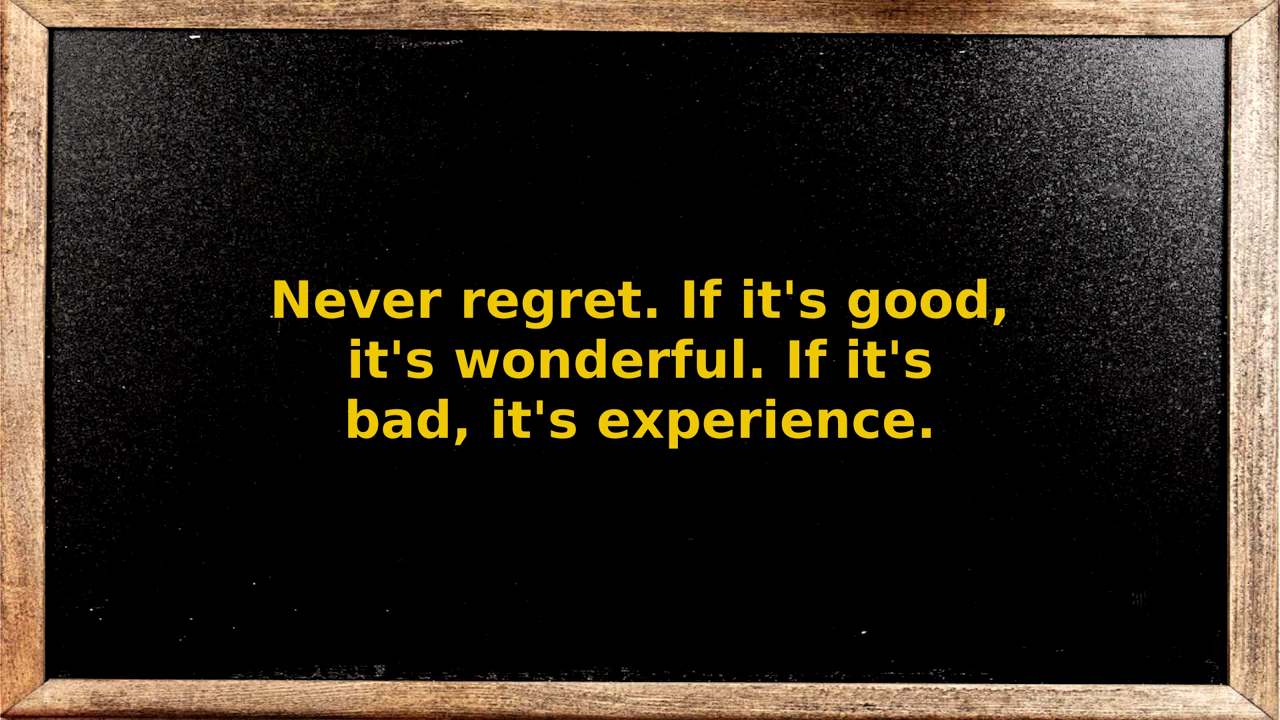 Never regret. If it's good,
it's wonderful. If it's
bad, it's experience.